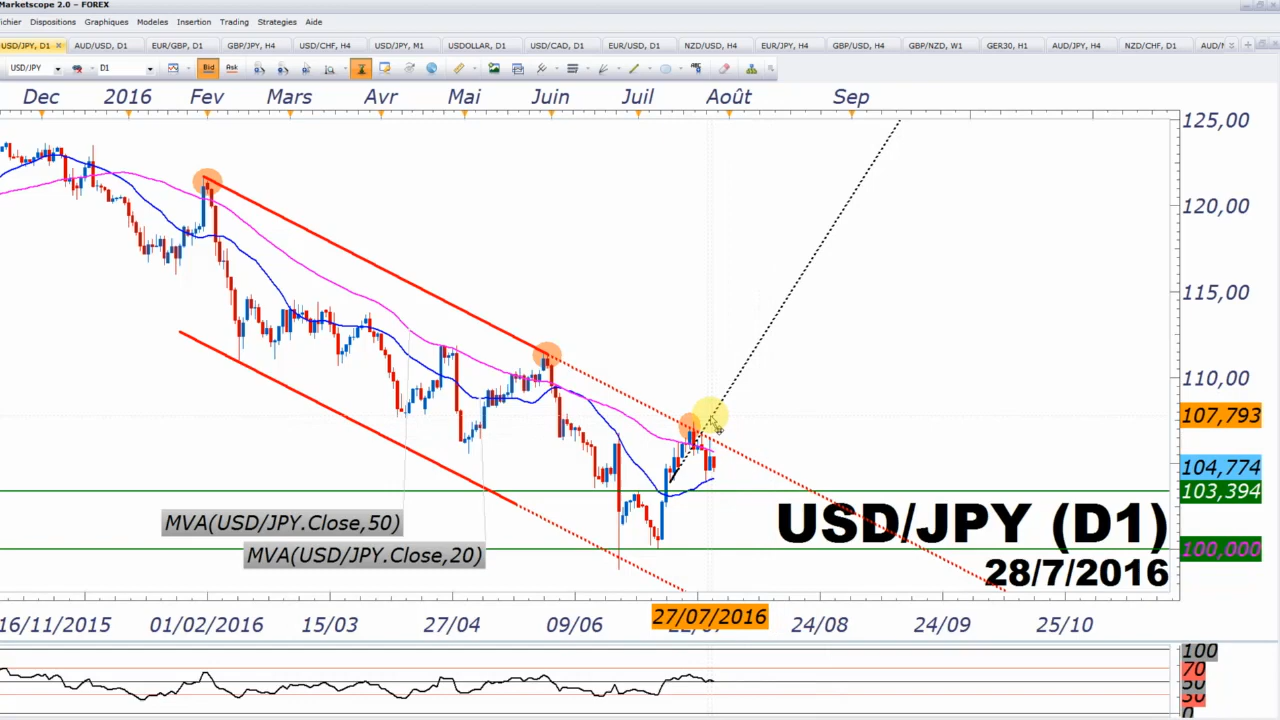 Marketscope 2.0 – FOREX
ichier Dispositions Graphiques Modeles Insertion Trading Strategies Aide
USD/JPY, D1 AUD/USD, D1 EUR/GBP, D1 GBP/JPY, H4 USD/CHF, H4 USD/JPY, M1 USDOLLAR, D1 USD/CAD, D1 EUR/USD, D1 NZD/USD, H4 EUR/JPY, H4 GBP/USD, H4 GBP/NZD, W1 GER30, H1 AUD/JPY, H4 NZD/CHF, D1 AUD/N
USD/JPY D1 Bid Ask
Dec 2016 Fev Mars Avr Mai Juin Juil Août Sep
125,00
120,00
115,00
110,00
107,793
104,774
103,394
100,000
MVA(USD/JPY.Close,50)
MVA(USD/JPY.Close,20)
USD/JPY (D1)
28/7/2016
16/11/2015 01/02/2016 15/03 27/04 09/06 27/07/2016 24/08 24/09 25/10
100
70
50
0